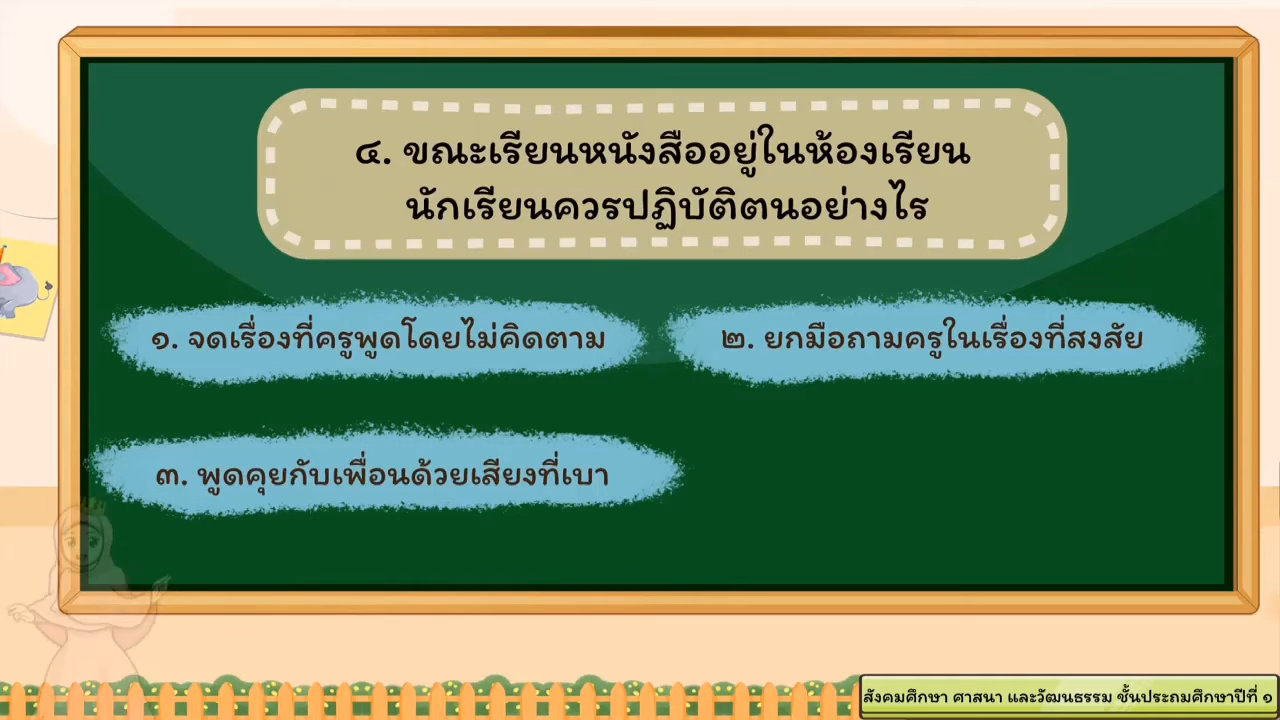 ๔. ขณะเรียนหนังสืออยู่ในห้องเรียน
นักเรียนควรปฏิบัติตนอย่างไร
๑. จดเรื่องที่ครูพูดโดยไม่คิดตาม
๒. ยกมือถามครูในเรื่องที่สงสัย
๓. พูดคุยกับเพื่อนด้วยเสียงที่เบา
สังคมศึกษา ศาสนา และวัฒนธรรม ชั้นประถมศึกษาปีที่ ๑